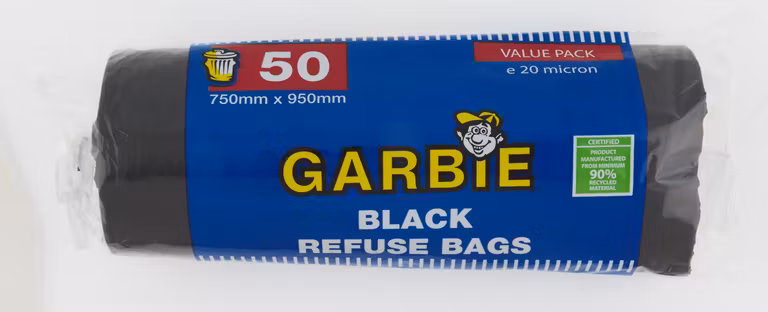 50
750mm x 950mm
VALUE PACK
e 20 micron
GARBIE
BLACK
REFUSE BAGS
CERTIFIED
PRODUCT
MANUFACTURED
FROM MINIMUM
90%
RECYCLED
MATERIAL